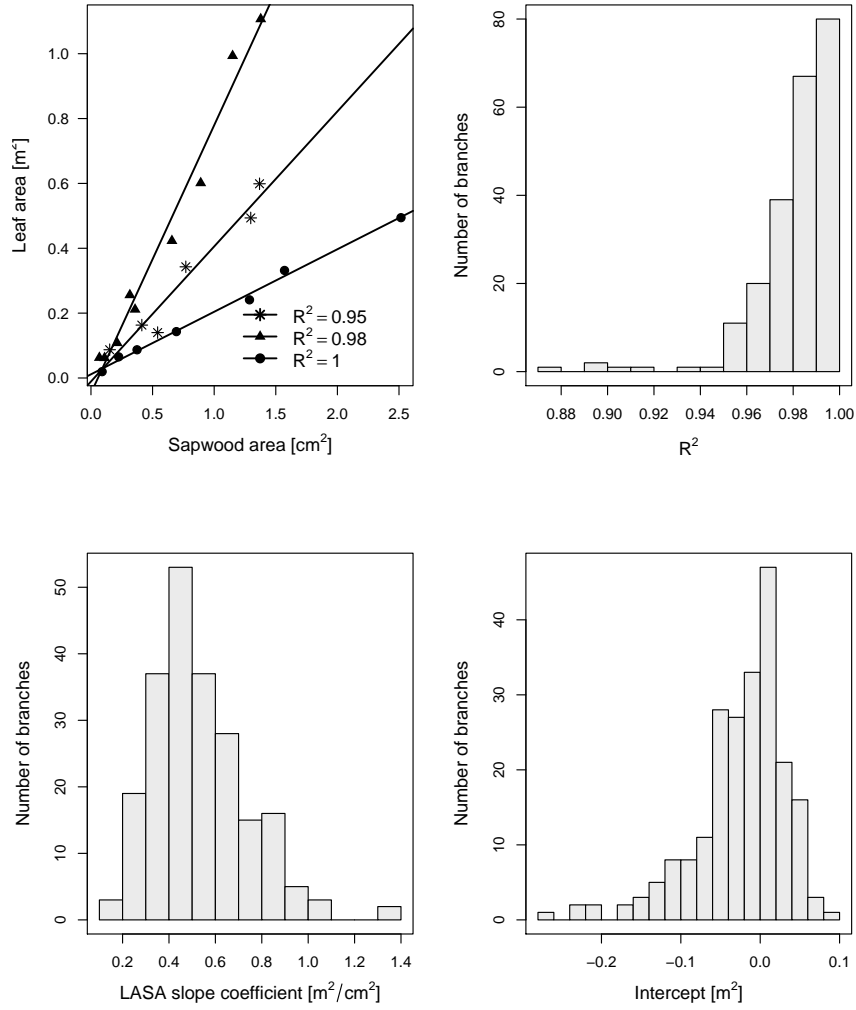 Leaf area [m²]
1.0
0.8
0.6
0.4
0.2
0.0
R² = 0.95
R² = 0.98
R² = 1
0.0 0.5 1.0 1.5 2.0 2.5
Sapwood area [cm²]
Number of branches
80
60
40
20
0
0.88 0.90 0.92 0.94 0.96 0.98 1.00
R²
Number of branches
50
40
30
20
10
0
0.2 0.4 0.6 0.8 1.0 1.2 1.4
LASA slope coefficient [m²/cm²]
Number of branches
40
30
20
10
0
−0.2 −0.1 0.0 0.1
Intercept [m²]